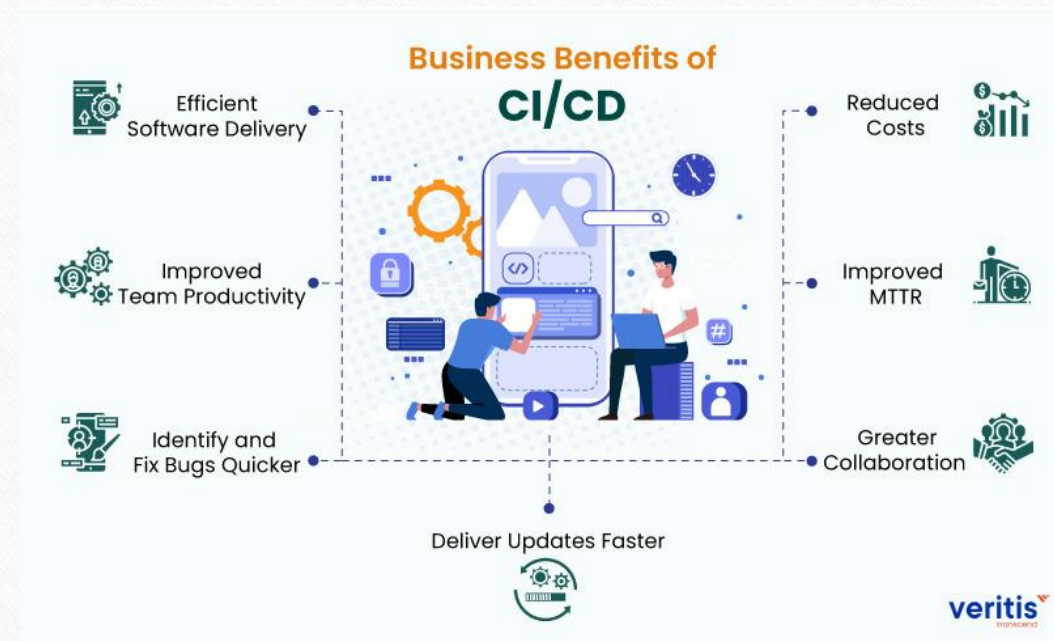 Business Benefits of
CI/CD
Efficient
Software Delivery
Improved
Team Productivity
Identify and
Fix Bugs Quicker
Reduced
Costs
Improved
MTTR
Greater
Collaboration
Deliver Updates Faster
</>
#
$
$
veritis
transcend